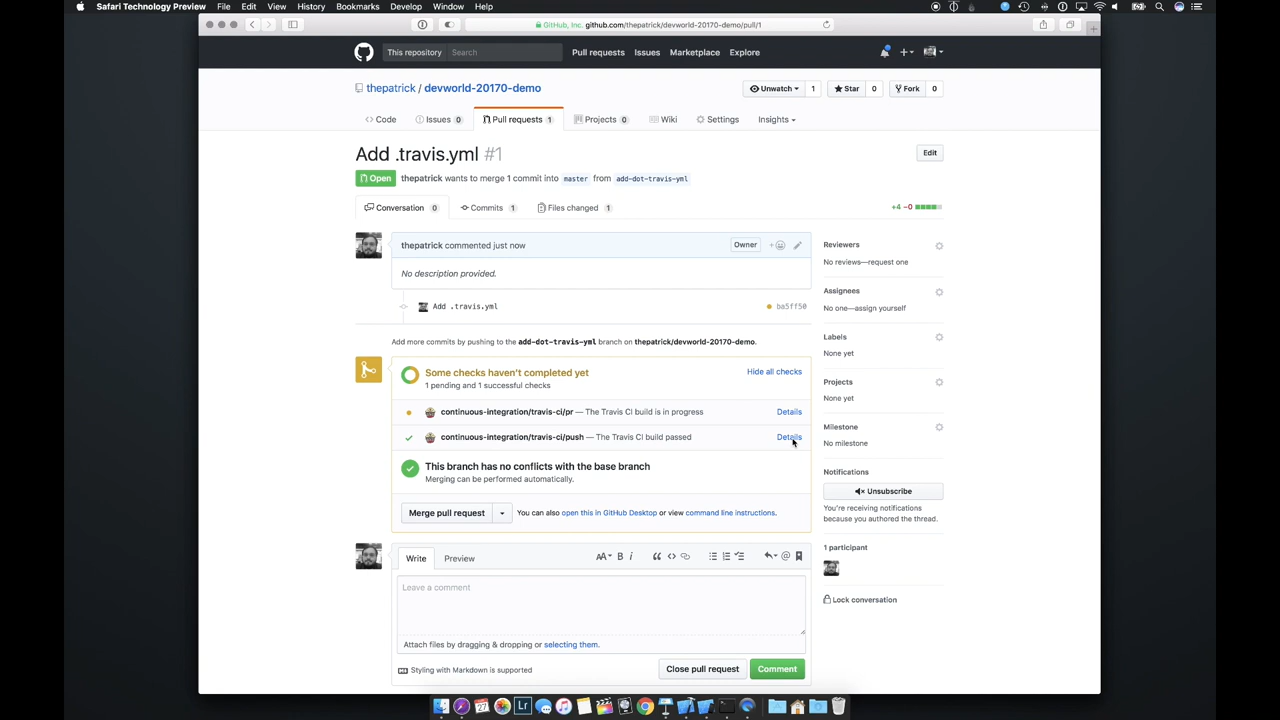 Safari Technology Preview File Edit View History Bookmarks Develop Window Help
GitHub, Inc. github.com/thepatrick/devworld-20170-demo/pull/1
This repository Search Pull requests Issues Marketplace Explore
thepatrick / devworld-20170-demo
Unwatch 1 Star 0 Fork 0
Code Issues 0 Pull requests 1 Projects 0 Wiki Settings Insights
Add .travis.yml #1
Edit
Open thepatrick wants to merge 1 commit into master from add-dot-travis-yml
Conversation 0 Commits 1 Files changed 1
+4 −0
thepatrick commented just now
Owner
No description provided.
Add .travis.yml ba5ff50
Add more commits by pushing to the add-dot-travis-yml branch on thepatrick/devworld-20170-demo.
Some checks haven't completed yet
Hide all checks
1 pending and 1 successful checks
continuous-integration/travis-ci/pr — The Travis CI build is in progress Details
continuous-integration/travis-ci/push — The Travis CI build passed Details
This branch has no conflicts with the base branch
Merging can be performed automatically.
Merge pull request You can also open this in GitHub Desktop or view command line instructions.
Write Preview
AA B i
Leave a comment
Attach files by dragging & dropping or selecting them.
Styling with Markdown is supported
Close pull request Comment
Reviewers
No reviews—request one
Assignees
No one—assign yourself
Labels
None yet
Projects
None yet
Milestone
No milestone
Notifications
Unsubscribe
You're receiving notifications
because you authored the thread.
1 participant
Lock conversation
27 Lr